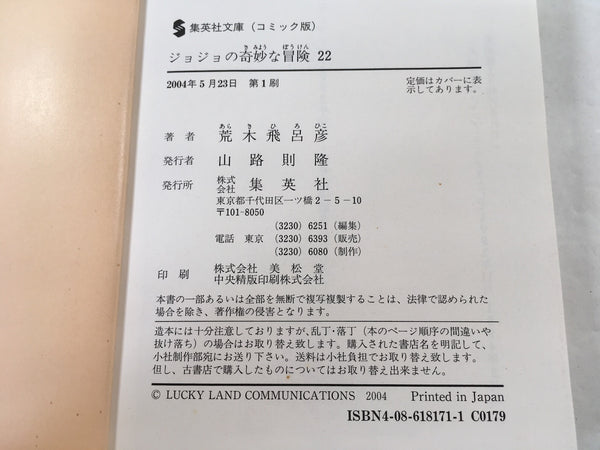 集英社文庫(コミック版)
きみよう ぼうけん
ジョジョの奇妙な冒険 22
2004年5月23日 第1刷
定価はカバーに表
示してあります。
あら き ひ ろ ひこ
著者 荒木飛呂彦
発行者 山路則隆
発行所 株式会社 集英社
東京都千代田区一ツ橋2-5-10
〒101-8050
(3230)6251(編集)
電話 東京(3230)6393(販売)
(3230)6080(制作)
印刷 株式会社 美松堂
中央精版印刷株式会社
本書の一部あるいは全部を無断で複写複製することは、法律で認められた
場合を除き、著作権の侵害となります。
造本には十分注意しておりますが、乱丁・落丁(本のページ順序の間違いや
抜け落ち)の場合はお取り替え致します。購入された書店名を明記して、
小社制作部宛にお送り下さい。送料は小社負担でお取り替え致します。
但し、古書店で購入したものについてはお取り替え出来ません。
© LUCKY LAND COMMUNICATIONS 2004 Printed in Japan
ISBN4-08-618171-1 C0179